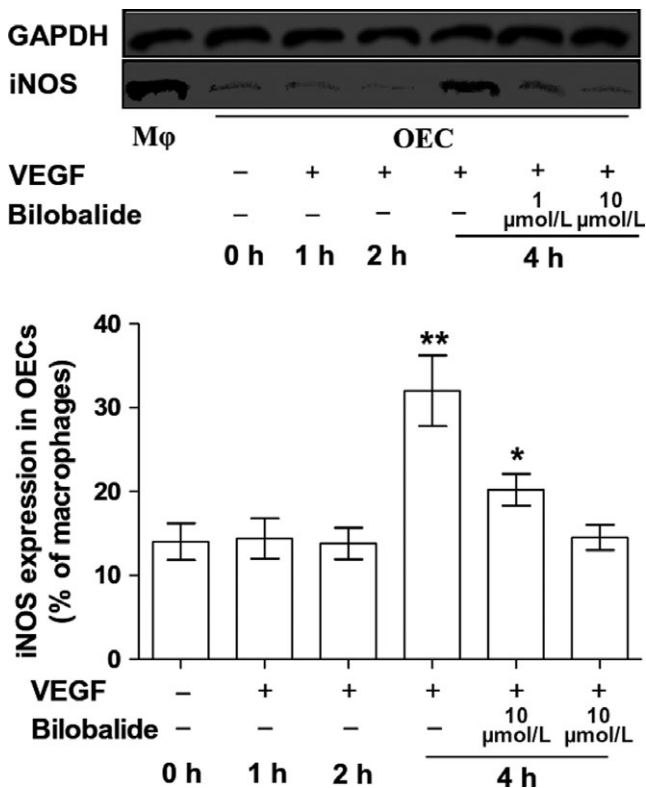 GAPDH
iNOS
Mφ OEC
VEGF – + + + + +
Bilobalide – – – – 1 μmol/L 10 μmol/L
0 h 1 h 2 h 4 h
iNOS expression in OECs
(% of macrophages)
40
30
20
10
0
**
*
VEGF – + + + + +
Bilobalide – – – – 10 μmol/L 10 μmol/L
0 h 1 h 2 h 4 h